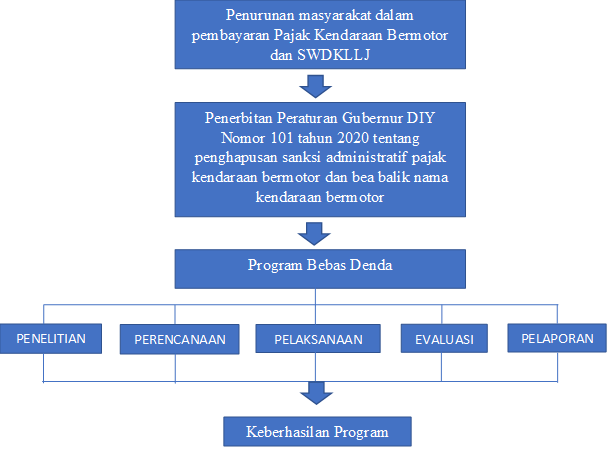 Penurunan masyarakat dalam
pembayaran Pajak Kendaraan Bermotor
dan SWDKLLJ
Penerbitan Peraturan Gubernur DIY
Nomor 101 tahun 2020 tentang
penghapusan sanksi administratif pajak
kendaraan bermotor dan bea balik nama
kendaraan bermotor
Program Bebas Denda
PENELITIAN
PERENCANAAN
PELAKSANAAN
EVALUASI
PELAPORAN
Keberhasilan Program